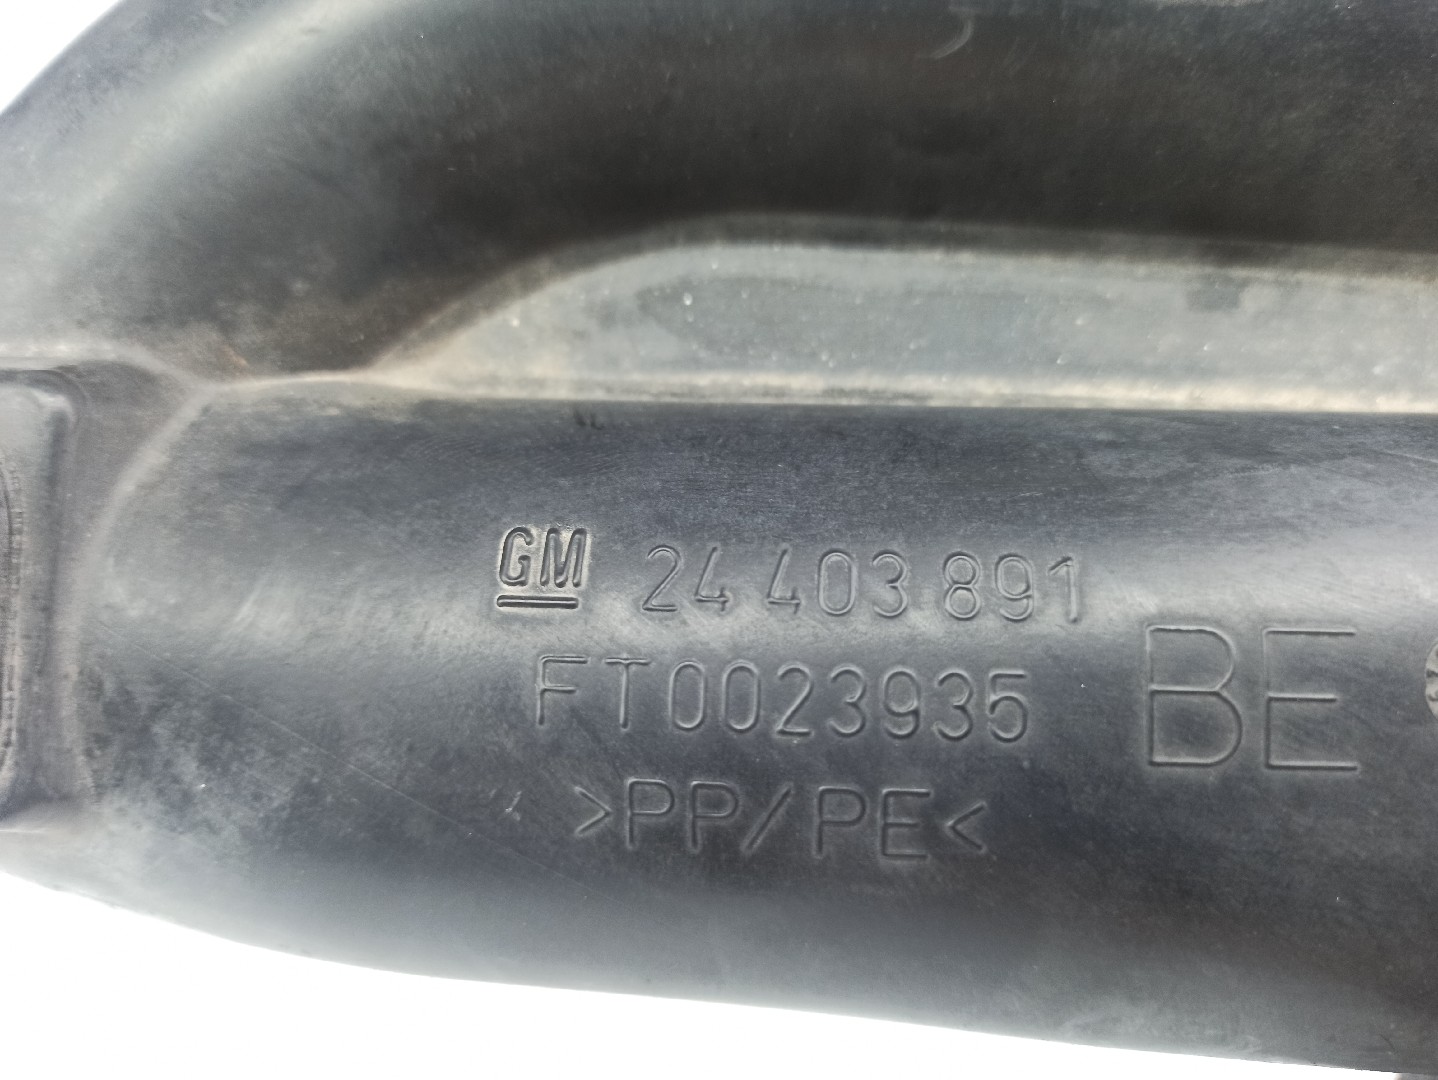 GM 24 403 891
FT0023935
BE
>PP/PE<